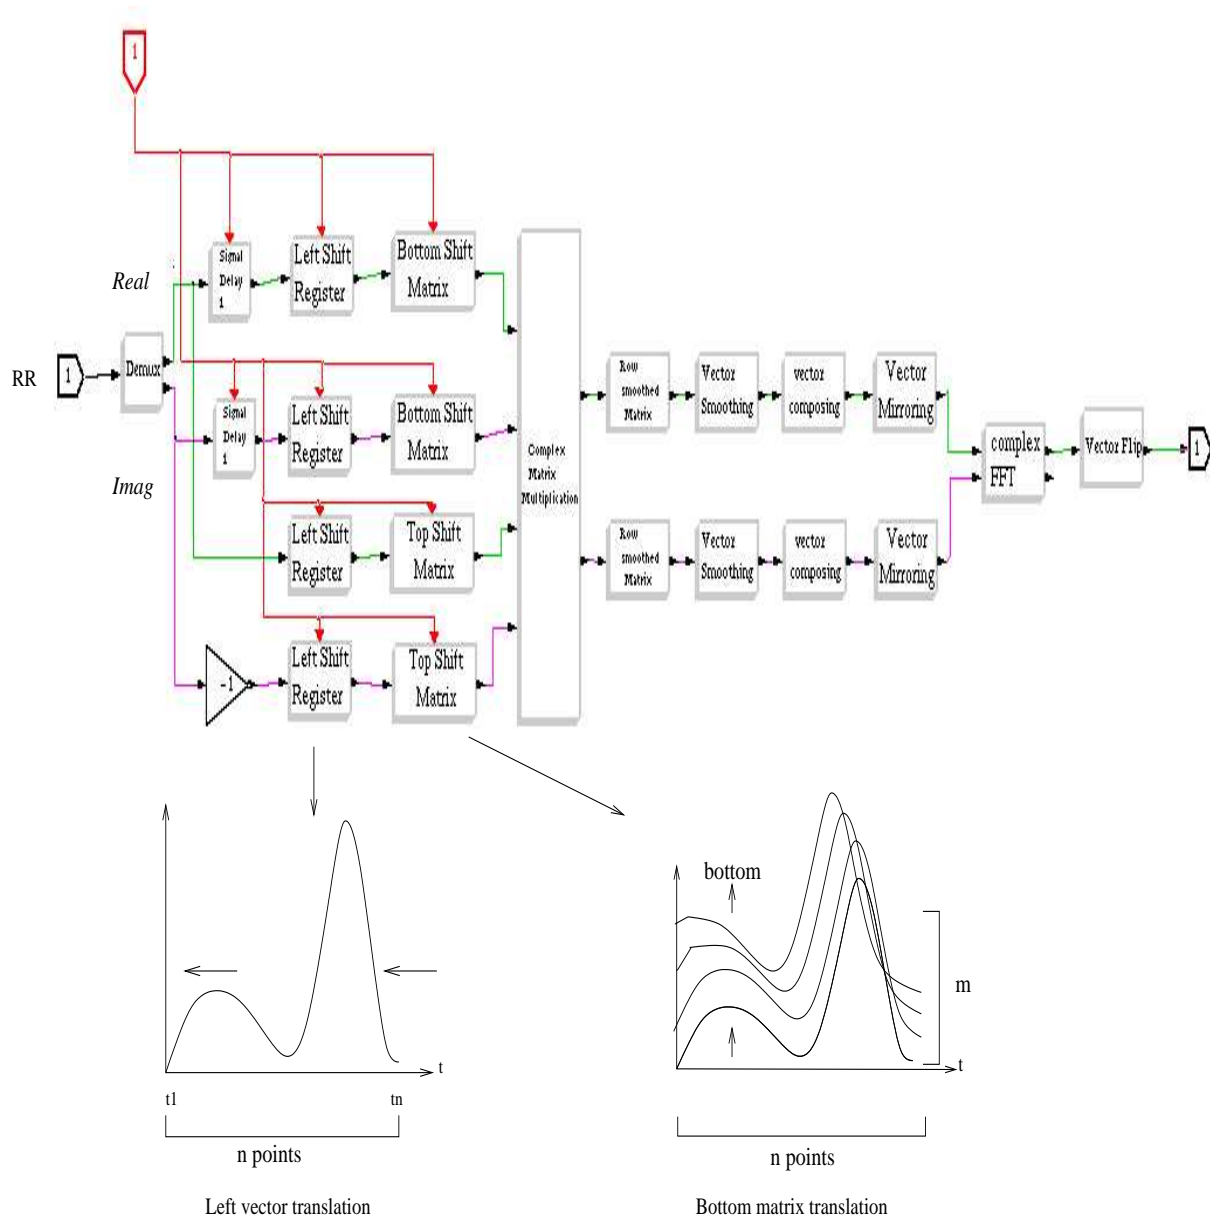 1
Real
Signal
Delay
1
Left Shift
Register
Bottom Shift
Matrix
RR
1
Demux
Signal
Delay
1
Left Shift
Register
Bottom Shift
Matrix
Imag
Left Shift
Register
Top Shift
Matrix
-1
Left Shift
Register
Top Shift
Matrix
Complex
Matrix
Multiplication
Row
smoothed
Matrix
Vector
Smoothing
vector
composing
Vector
Mirroring
Row
smoothed
Matrix
Vector
Smoothing
vector
composing
Vector
Mirroring
complex
FFT
Vector Flip
1
t
t1
tn
n points
Left vector translation
bottom
m
t
n points
Bottom matrix translation